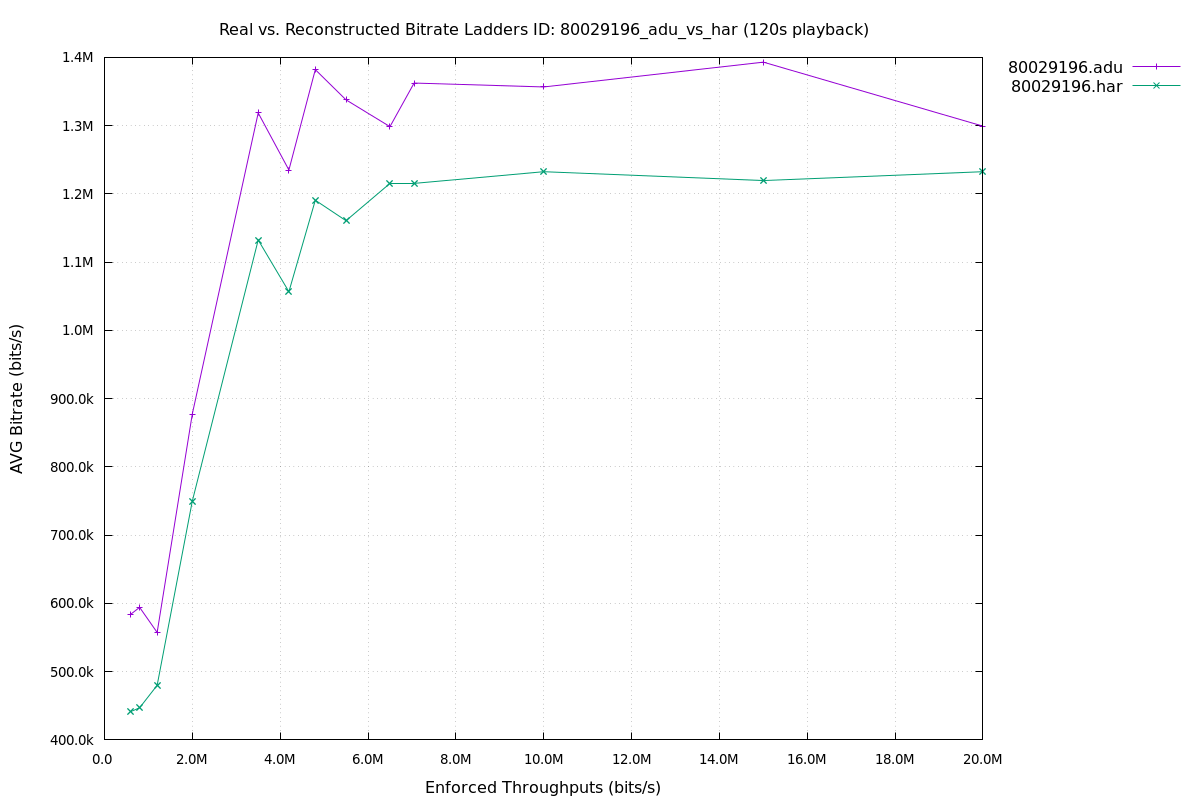 Real vs. Reconstructed Bitrate Ladders ID: 80029196_adu_vs_har (120s playback)
80029196.adu
80029196.har
1.4M
1.3M
1.2M
1.1M
1.0M
900.0k
800.0k
700.0k
600.0k
500.0k
400.0k
AVG Bitrate (bits/s)
0.0 2.0M 4.0M 6.0M 8.0M 10.0M 12.0M 14.0M 16.0M 18.0M 20.0M
Enforced Throughputs (bits/s)